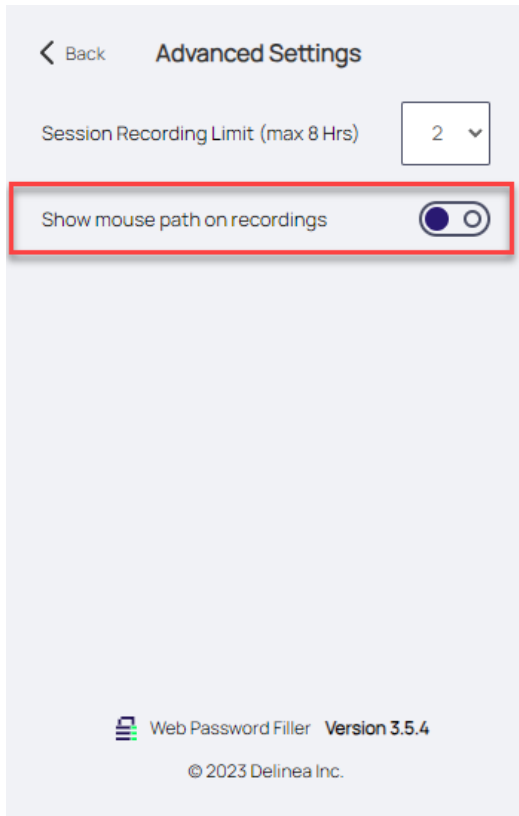 Back Advanced Settings
Session Recording Limit (max 8 Hrs) 2
Show mouse path on recordings
Web Password Filler Version 3.5.4
© 2023 Delinea Inc.